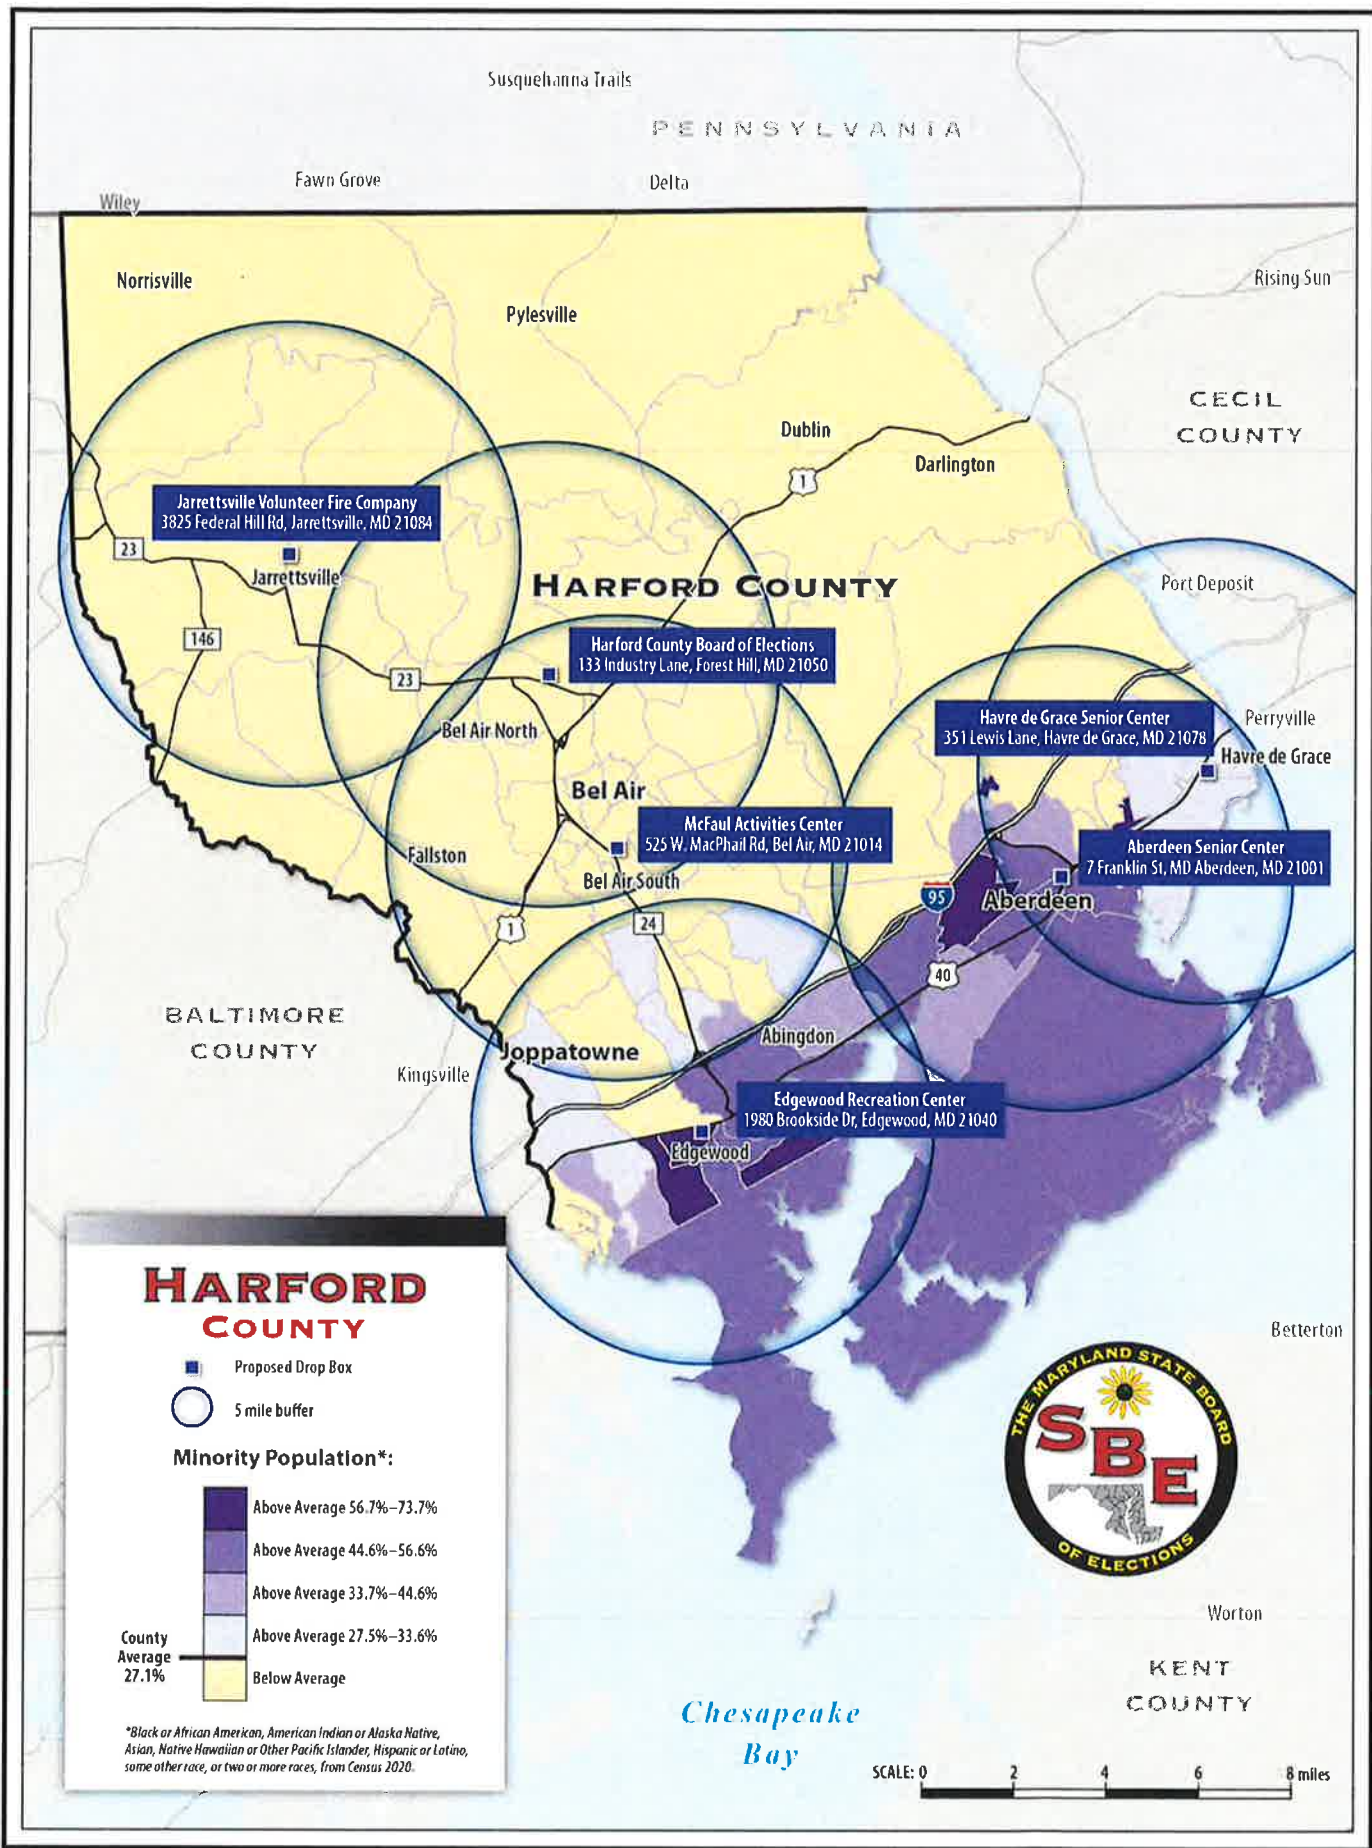 Susquehanna Trails
PENNSYLVANIA
Fawn Grove
Delta
Wiley
Norrisville
Rising Sun
Pylesville
CECIL
COUNTY
Dublin
Darlington
1
Jarrettsville Volunteer Fire Company
3825 Federal Hill Rd, Jarrettsville, MD 21084
23
Jarrettsville
HARFORD COUNTY
Port Deposit
146
Harford County Board of Elections
133 Industry Lane, Forest Hill, MD 21050
23
Bel Air North
Havre de Grace Senior Center
351 Lewis Lane, Havre de Grace, MD 21078
Perryville
Havre de Grace
Bel Air
McFaul Activities Center
525 W. MacPhail Rd, Bel Air, MD 21014
Fallston
Bel Air South
Aberdeen Senior Center
7 Franklin St, MD Aberdeen, MD 21001
95
Aberdeen
1
24
40
BALTIMORE
COUNTY
Abingdon
Joppatowne
Kingsville
Edgewood Recreation Center
1980 Brookside Dr, Edgewood, MD 21040
Edgewood
HARFORD
COUNTY
Proposed Drop Box
5 mile buffer
Minority Population*:
Above Average 56.7%–73.7%
Above Average 44.6%–56.6%
Above Average 33.7%–44.6%
Above Average 27.5%–33.6%
County
Average
27.1%
Below Average
*Black or African American, American Indian or Alaska Native,
Asian, Native Hawaiian or Other Pacific Islander, Hispanic or Latino,
some other race, or two or more races, from Census 2020.
Betterton
THE MARYLAND STATE BOARD
SBE
OF ELECTIONS
Worton
KENT
COUNTY
Chesapeake
Bay
SCALE: 0 2 4 6 8 miles